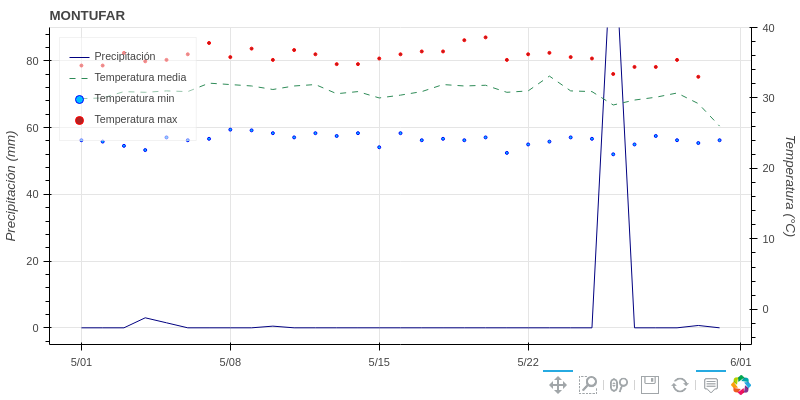 MONTUFAR
Precipitación
Temperatura media
Temperatura min
Temperatura max
80
60
40
20
0
Precipitación (mm)
40
30
20
10
0
Temperatura (°C)
5/01
5/08
5/15
5/22
6/01